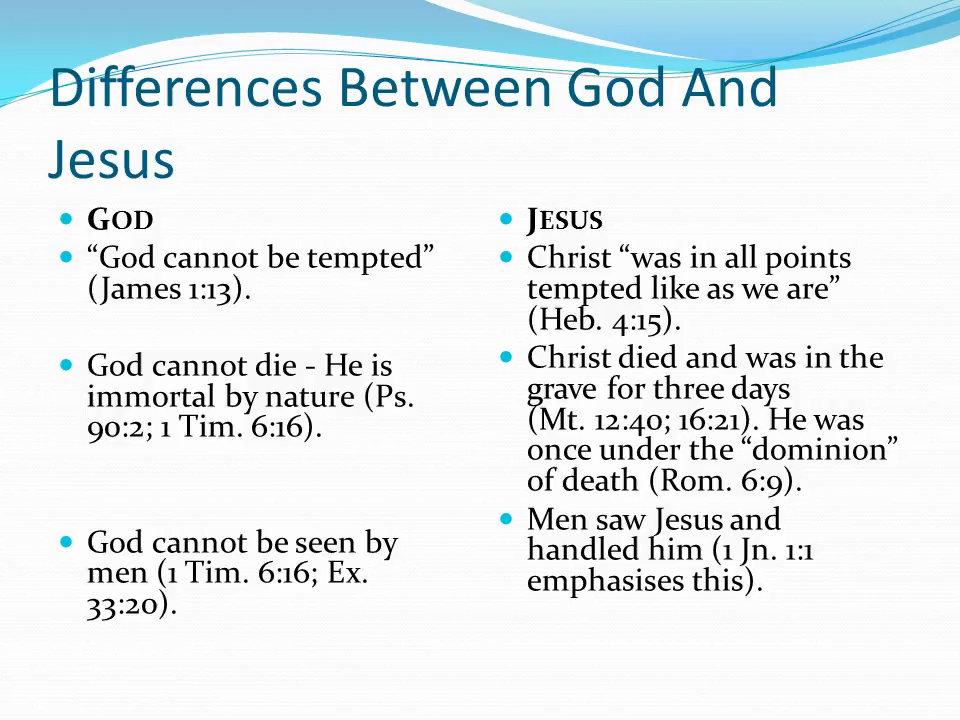 Differences Between God And
Jesus
• GOD
• “God cannot be tempted”
(James 1:13).
• God cannot die - He is
immortal by nature (Ps.
90:2; 1 Tim. 6:16).
• God cannot be seen by
men (1 Tim. 6:16; Ex.
33:20).
• JESUS
• Christ “was in all points
tempted like as we are”
(Heb. 4:15).
• Christ died and was in the
grave for three days
(Mt. 12:40; 16:21). He was
once under the “dominion”
of death (Rom. 6:9).
• Men saw Jesus and
handled him (1 Jn. 1:1
emphasises this).